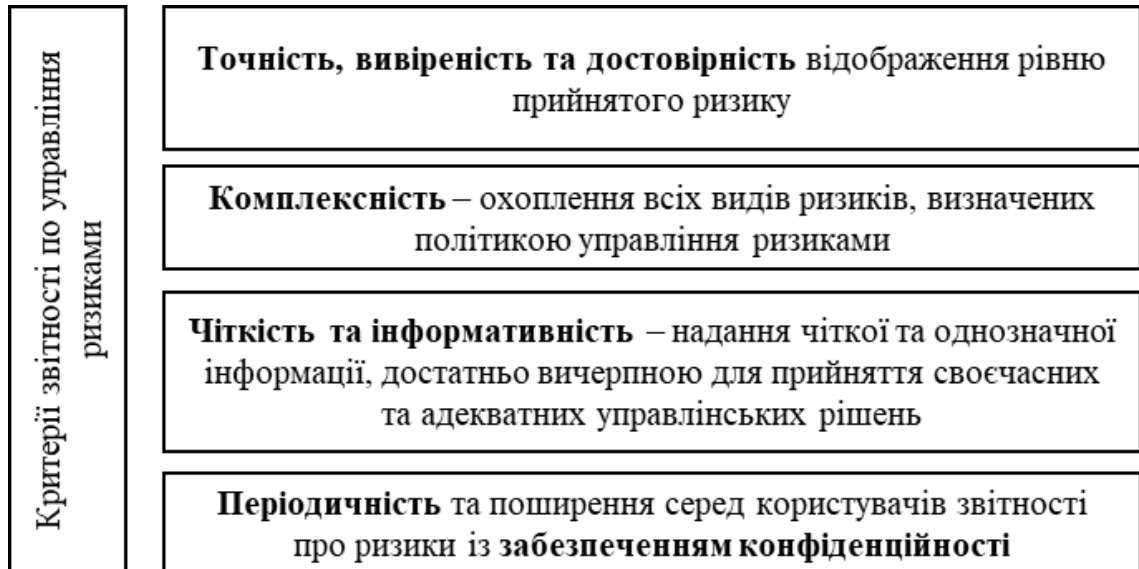 Критерії звітності по управління
ризиками
Точність, вивіреність та достовірність відображення рівню
прийнятого ризику
Комплексність – охоплення всіх видів ризиків, визначених
політикою управління ризиками
Чіткість та інформативність – надання чіткої та однозначної
інформації, достатньо вичерпною для прийняття своєчасних
та адекватних управлінських рішень
Періодичність та поширення серед користувачів звітності
про ризики із забезпеченням конфіденційності